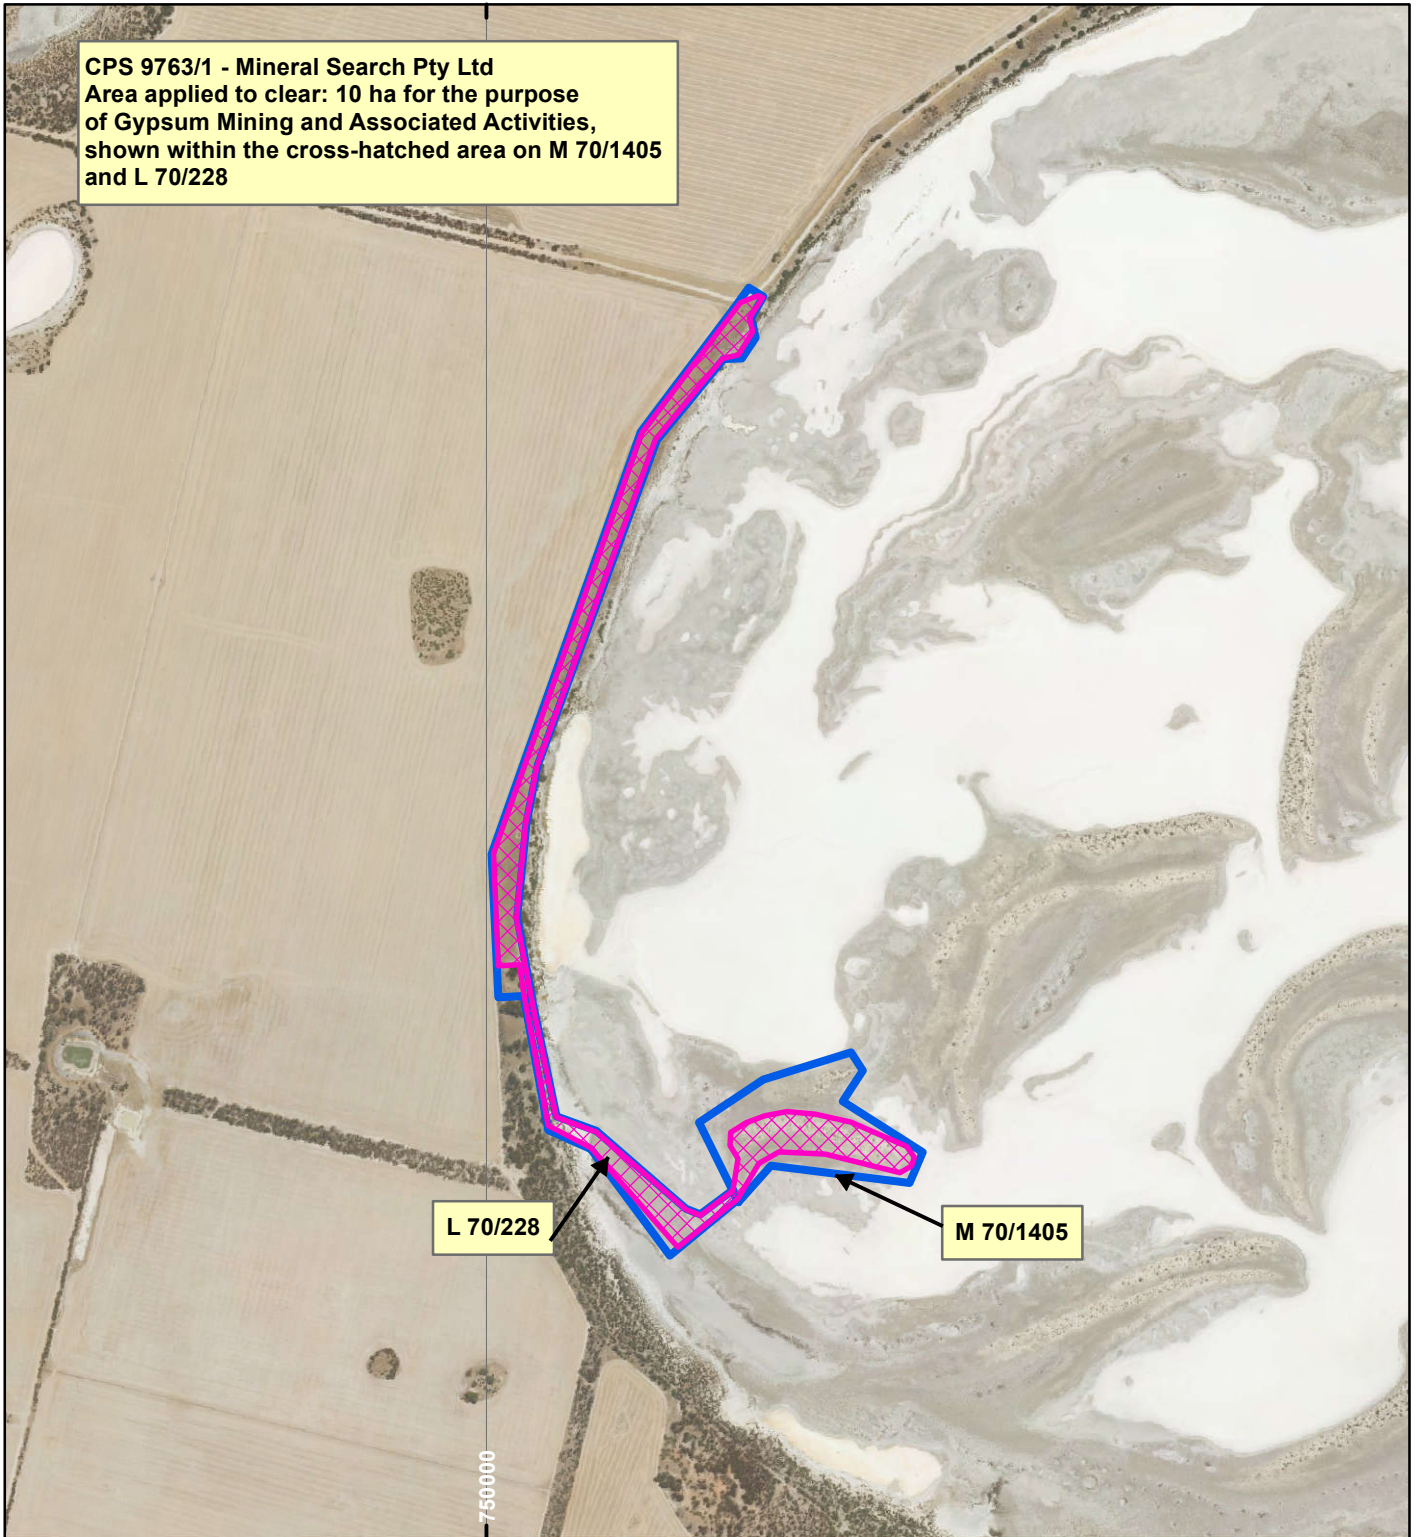 CPS 9763/1 - Mineral Search Pty Ltd
Area applied to clear: 10 ha for the purpose
of Gypsum Mining and Associated Activities,
shown within the cross-hatched area on M 70/1405
and L 70/228
L 70/228
M 70/1405
750000